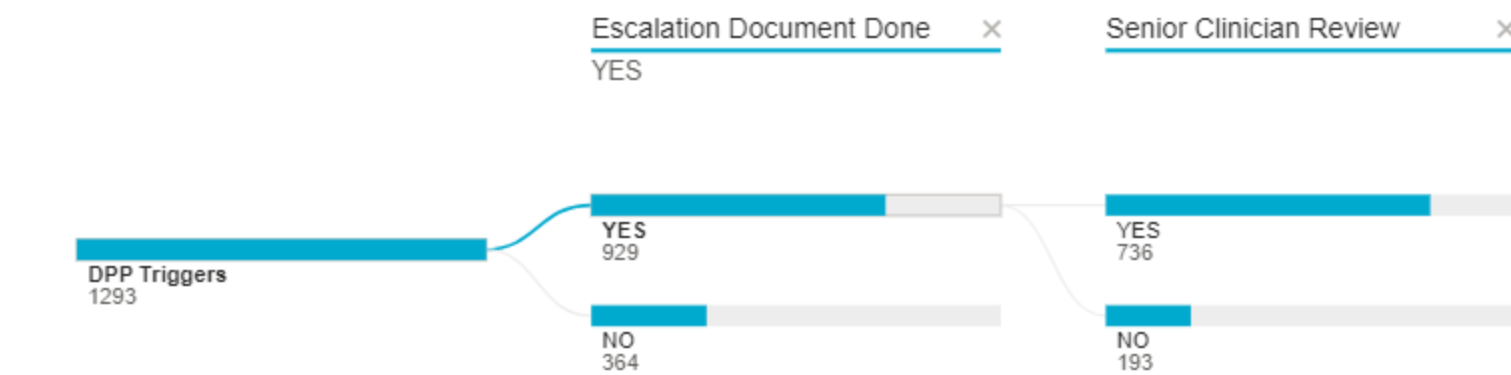 Escalation Document Done ×
YES
Senior Clinician Review ×
DPP Triggers
1293
YES
929
NO
364
YES
736
NO
193